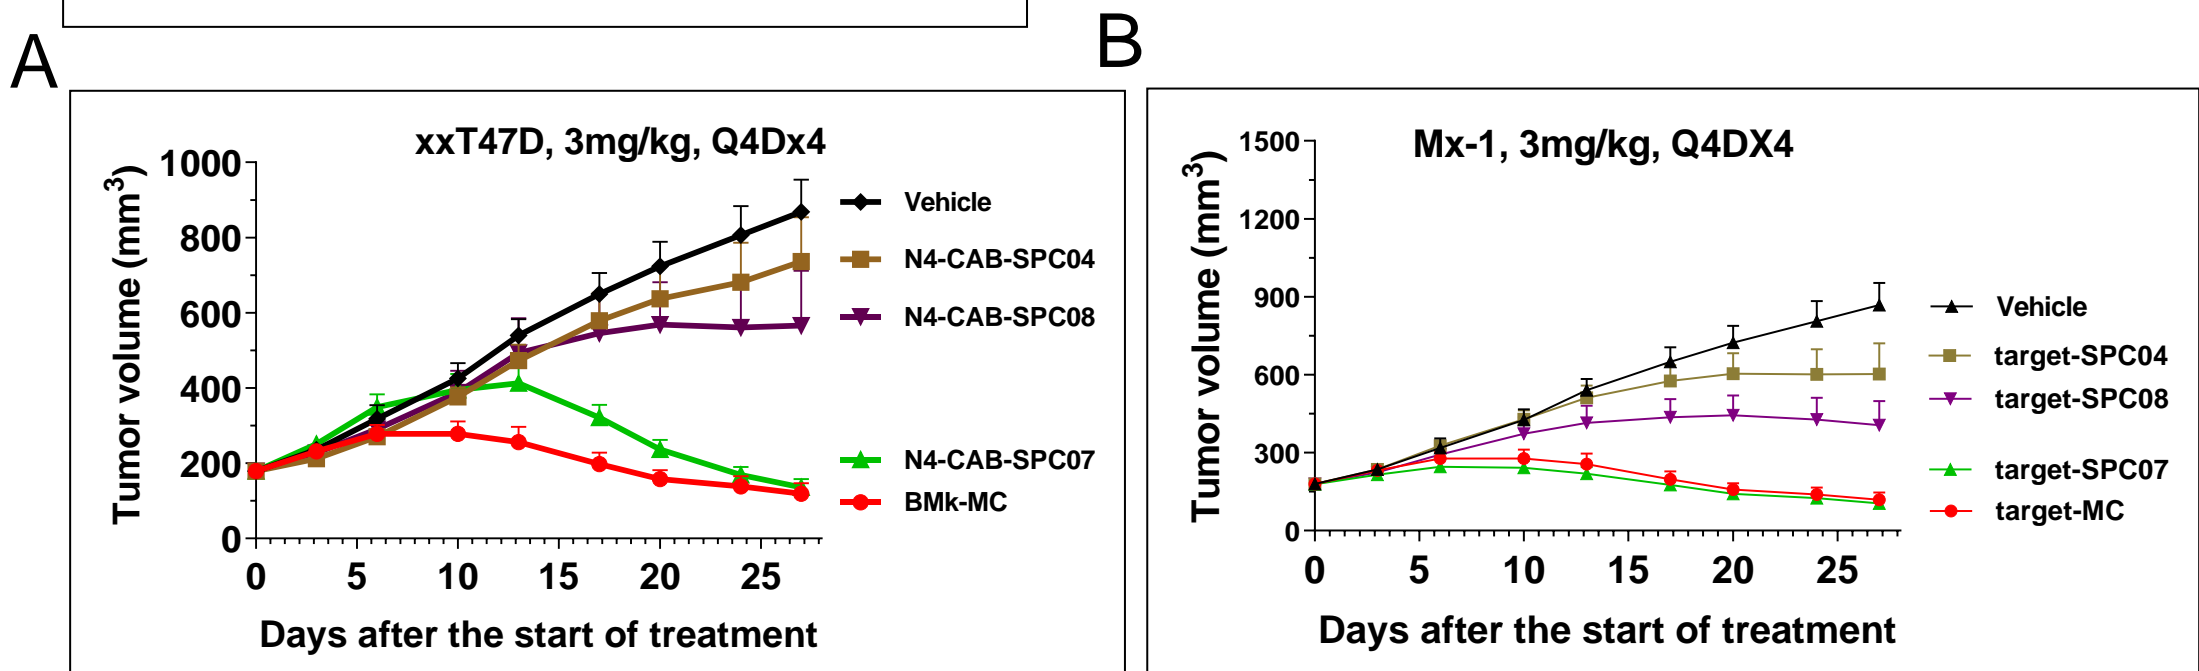 A
B
xxT47D, 3mg/kg, Q4Dx4
Tumor volume (mm³)
1000
800
600
400
200
0
0 5 10 15 20 25
Days after the start of treatment
Vehicle
N4-CAB-SPC04
N4-CAB-SPC08
N4-CAB-SPC07
BMk-MC
Mx-1, 3mg/kg, Q4DX4
Tumor volume (mm³)
1500
1200
900
600
300
0
0 5 10 15 20 25
Days after the start of treatment
Vehicle
target-SPC04
target-SPC08
target-SPC07
target-MC